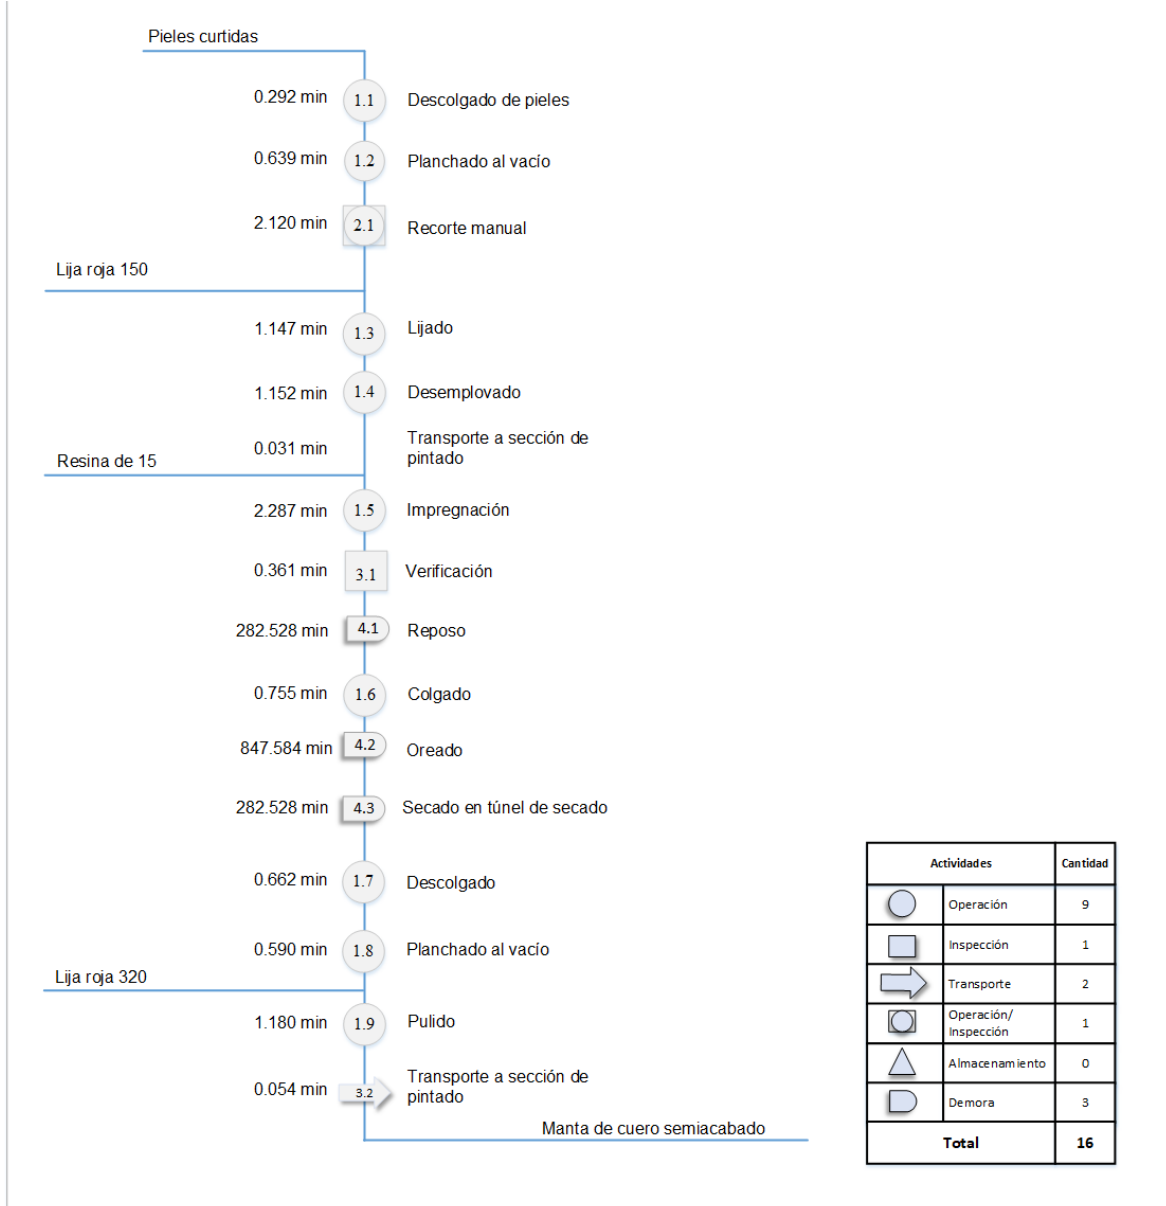 Pieles curtidas
0.292 min 1.1 Descolgado de pieles
0.639 min 1.2 Planchado al vacío
2.120 min 2.1 Recorte manual
Lija roja 150
1.147 min 1.3 Lijado
1.152 min 1.4 Desemplovado
0.031 min Transporte a sección de
pintado
Resina de 15
2.287 min 1.5 Impregnación
0.361 min 3.1 Verificación
282.528 min 4.1 Reposo
0.755 min 1.6 Colgado
847.584 min 4.2 Oreado
282.528 min 4.3 Secado en túnel de secado
0.662 min 1.7 Descolgado
0.590 min 1.8 Planchado al vacío
Lija roja 320
1.180 min 1.9 Pulido
0.054 min 3.2 Transporte a sección de
pintado
Manta de cuero semiacabado
Actividades Cantidad
Operación 9
Inspección 1
Transporte 2
Operación/
Inspección 1
Almacenamiento 0
Demora 3
Total 16